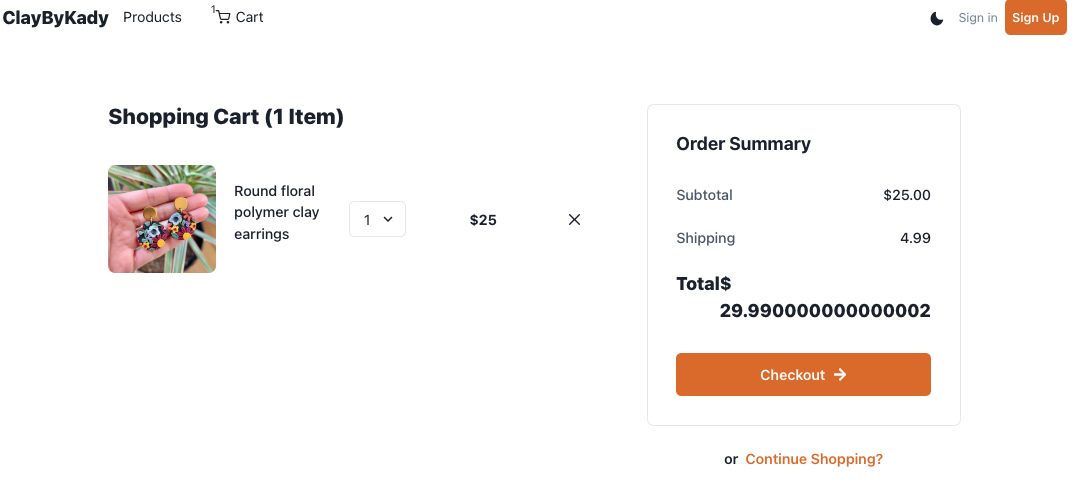 ClayByKady Products 1 Cart Sign in Sign Up
Shopping Cart (1 Item)
Round floral
polymer clay
earrings
1
$25
Order Summary
Subtotal $25.00
Shipping 4.99
Total$
29.990000000000002
Checkout
or Continue Shopping?